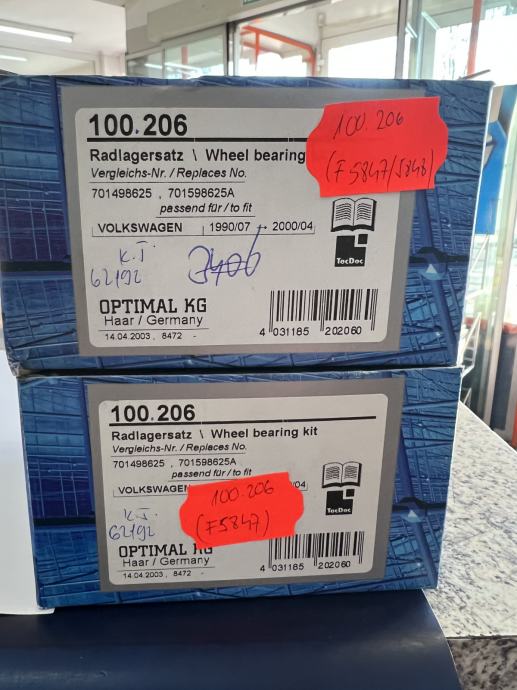 100.206
Radlagersatz \ Wheel bearing
Vergleichs-Nr. / Replaces No.
701498625 , 701598625A
passend für / to fit
VOLKSWAGEN 1990/07 → 2000/04
100.206
(F5847/5848)
K.J.
62192
TecDoc
OPTIMAL KG
Haar / Germany
14.04.2003 , 8472 -
4 031185 202060
100.206
Radlagersatz \ Wheel bearing kit
Vergleichs-Nr. / Replaces No.
701498625 , 701598625A
passend für / to fit
VOLKSWAGEN /04
100.206
(F5847)
K.J.
62192
TecDoc
OPTIMAL KG
Haar / Germany
14.04.2003 , 8472 -
4 031185 202060